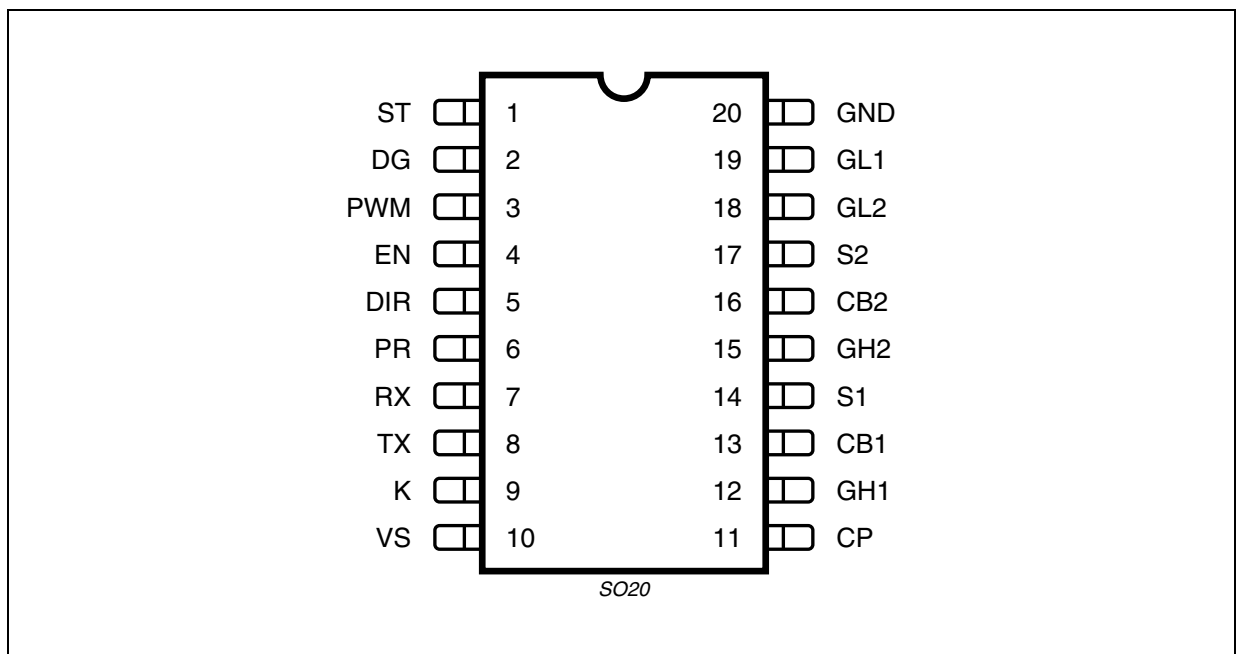 ST 1 20 GND
DG 2 19 GL1
PWM 3 18 GL2
EN 4 17 S2
DIR 5 16 CB2
PR 6 15 GH2
RX 7 14 S1
TX 8 13 CB1
K 9 12 GH1
VS 10 11 CP
SO20